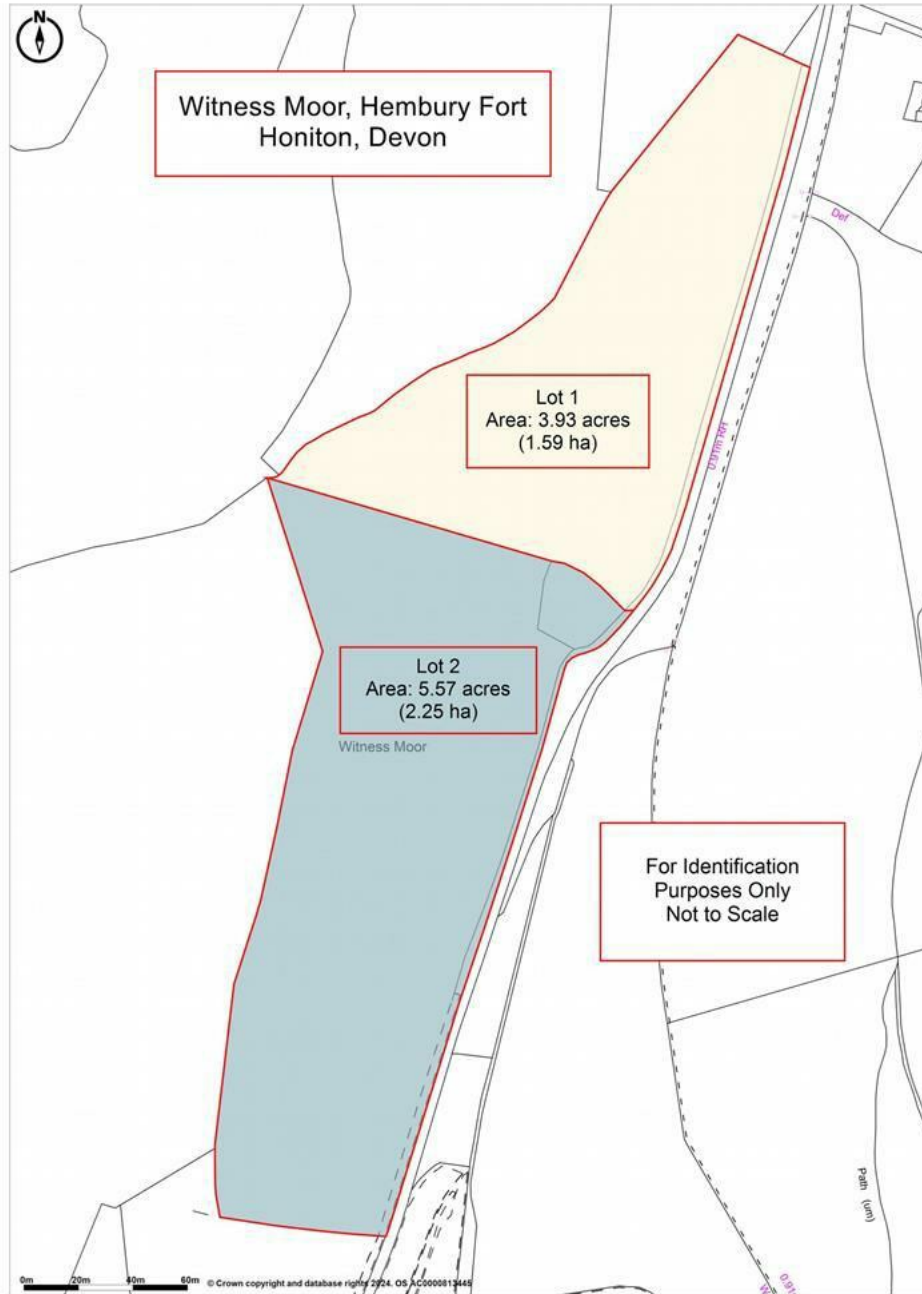 N
Witness Moor, Hembury Fort
Honiton, Devon
Def
Lot 1
Area: 3.93 acres
(1.59 ha)
0.91m RH
Lot 2
Area: 5.57 acres
(2.25 ha)
Witness Moor
For Identification
Purposes Only
Not to Scale
Path (um)
0m 20m 40m 60m
© Crown copyright and database rights 2024. OS AC0000813445
0.91
W